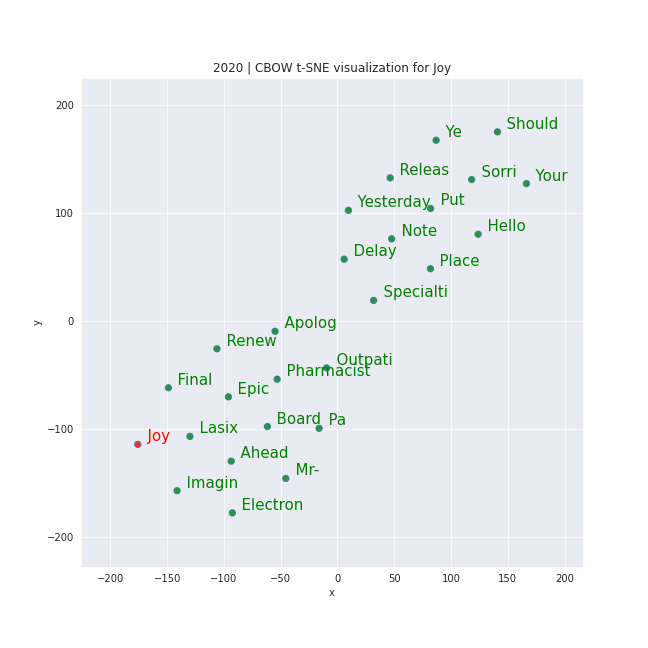 2020 | CBOW t-SNE visualization for Joy
200
100
0
−100
−200
y
Should
Ye
Releas
Sorri
Your
Yesterday
Put
Note
Hello
Delay
Place
Specialti
Apolog
Renew
Outpati
Pharmacist
Final
Epic
Board
Pa
Lasix
Joy
Ahead
Mr-
Imagin
Electron
−200 −150 −100 −50 0 50 100 150 200
x